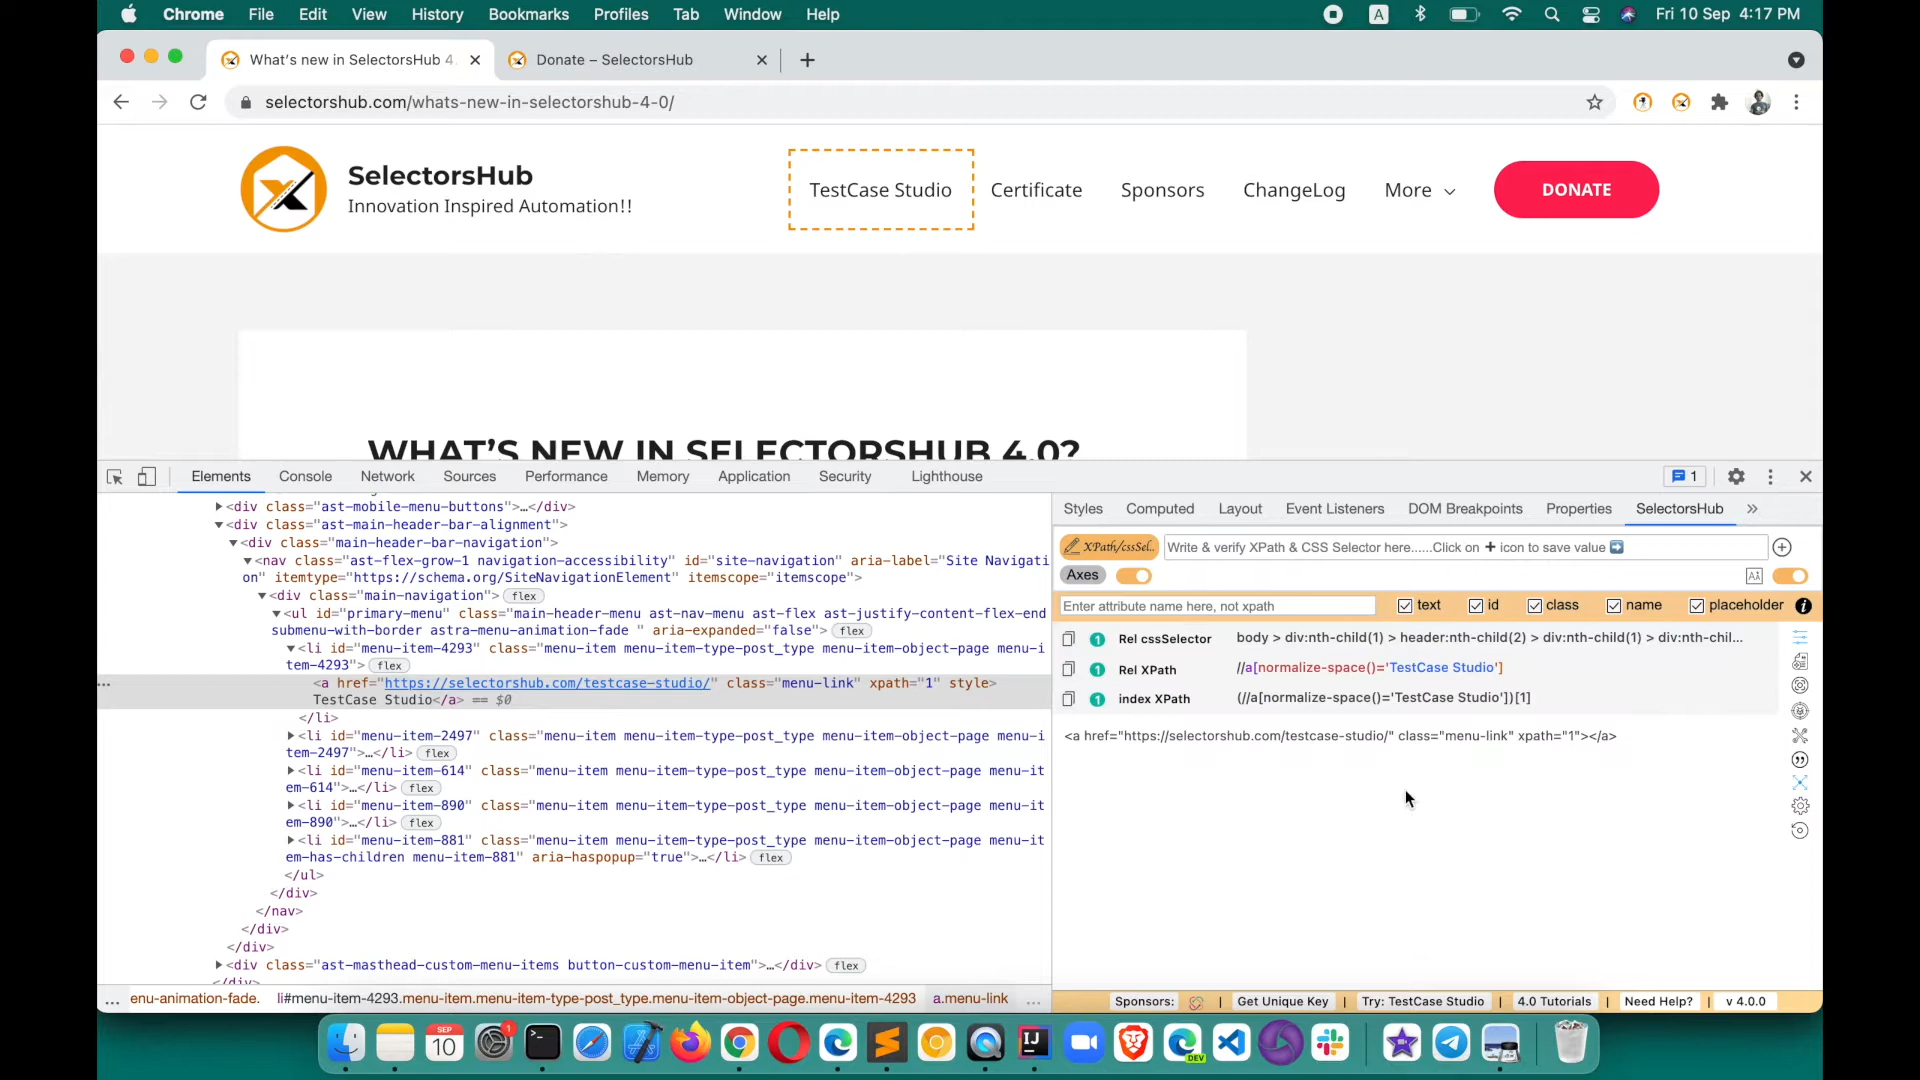 Chrome File Edit View History Bookmarks Profiles Tab Window Help A Fri 10 Sep 4:17 PM
What's new in SelectorsHub 4. Donate – SelectorsHub
selectorshub.com/whats-new-in-selectorshub-4-0/
SelectorsHub
Innovation Inspired Automation!!
TestCase Studio Certificate Sponsors ChangeLog More DONATE
WHAT'S NEW IN SELECTORSHUB 4.0?
Elements Console Network Sources Performance Memory Application Security Lighthouse 1
<div class="ast-mobile-menu-buttons">…</div>
<div class="ast-main-header-bar-alignment">
<div class="main-header-bar-navigation">
<nav class="ast-flex-grow-1 navigation-accessibility" id="site-navigation" aria-label="Site Navigati
on" itemtype="https://schema.org/SiteNavigationElement" itemscope="itemscope">
<div class="main-navigation"> flex
<ul id="primary-menu" class="main-header-menu ast-nav-menu ast-flex ast-justify-content-flex-end
submenu-with-border astra-menu-animation-fade " aria-expanded="false"> flex
<li id="menu-item-4293" class="menu-item menu-item-type-post_type menu-item-object-page menu-i
tem-4293"> flex
<a href="https://selectorshub.com/testcase-studio/" class="menu-link" xpath="1" style>
TestCase Studio</a> == $0
</li>
<li id="menu-item-2497" class="menu-item menu-item-type-post_type menu-item-object-page menu-i
tem-2497">…</li> flex
<li id="menu-item-614" class="menu-item menu-item-type-post_type menu-item-object-page menu-it
em-614">…</li> flex
<li id="menu-item-890" class="menu-item menu-item-type-post_type menu-item-object-page menu-it
em-890">…</li> flex
<li id="menu-item-881" class="menu-item menu-item-type-post_type menu-item-object-page menu-it
em-has-children menu-item-881" aria-haspopup="true">…</li> flex
</ul>
</div>
</nav>
</div>
</div>
<div class="ast-masthead-custom-menu-items button-custom-menu-item">…</div> flex
</div>
... enu-animation-fade. li#menu-item-4293.menu-item.menu-item-type-post_type.menu-item-object-page.menu-item-4293 a.menu-link ...
Styles Computed Layout Event Listeners DOM Breakpoints Properties SelectorsHub »
XPath/cssSel.. Write & verify XPath & CSS Selector here......Click on + icon to save value
Axes
Enter attribute name here, not xpath text id class name placeholder i
1 Rel cssSelector body > div:nth-child(1) > header:nth-child(2) > div:nth-child(1) > div:nth-chil...
1 Rel XPath //a[normalize-space()='TestCase Studio']
1 index XPath (//a[normalize-space()='TestCase Studio'])[1]
<a href="https://selectorshub.com/testcase-studio/" class="menu-link" xpath="1"></a>
Sponsors: | Get Unique Key | Try: TestCase Studio | 4.0 Tutorials | Need Help? | v 4.0.0
SEP
10
1
IJ
DEV